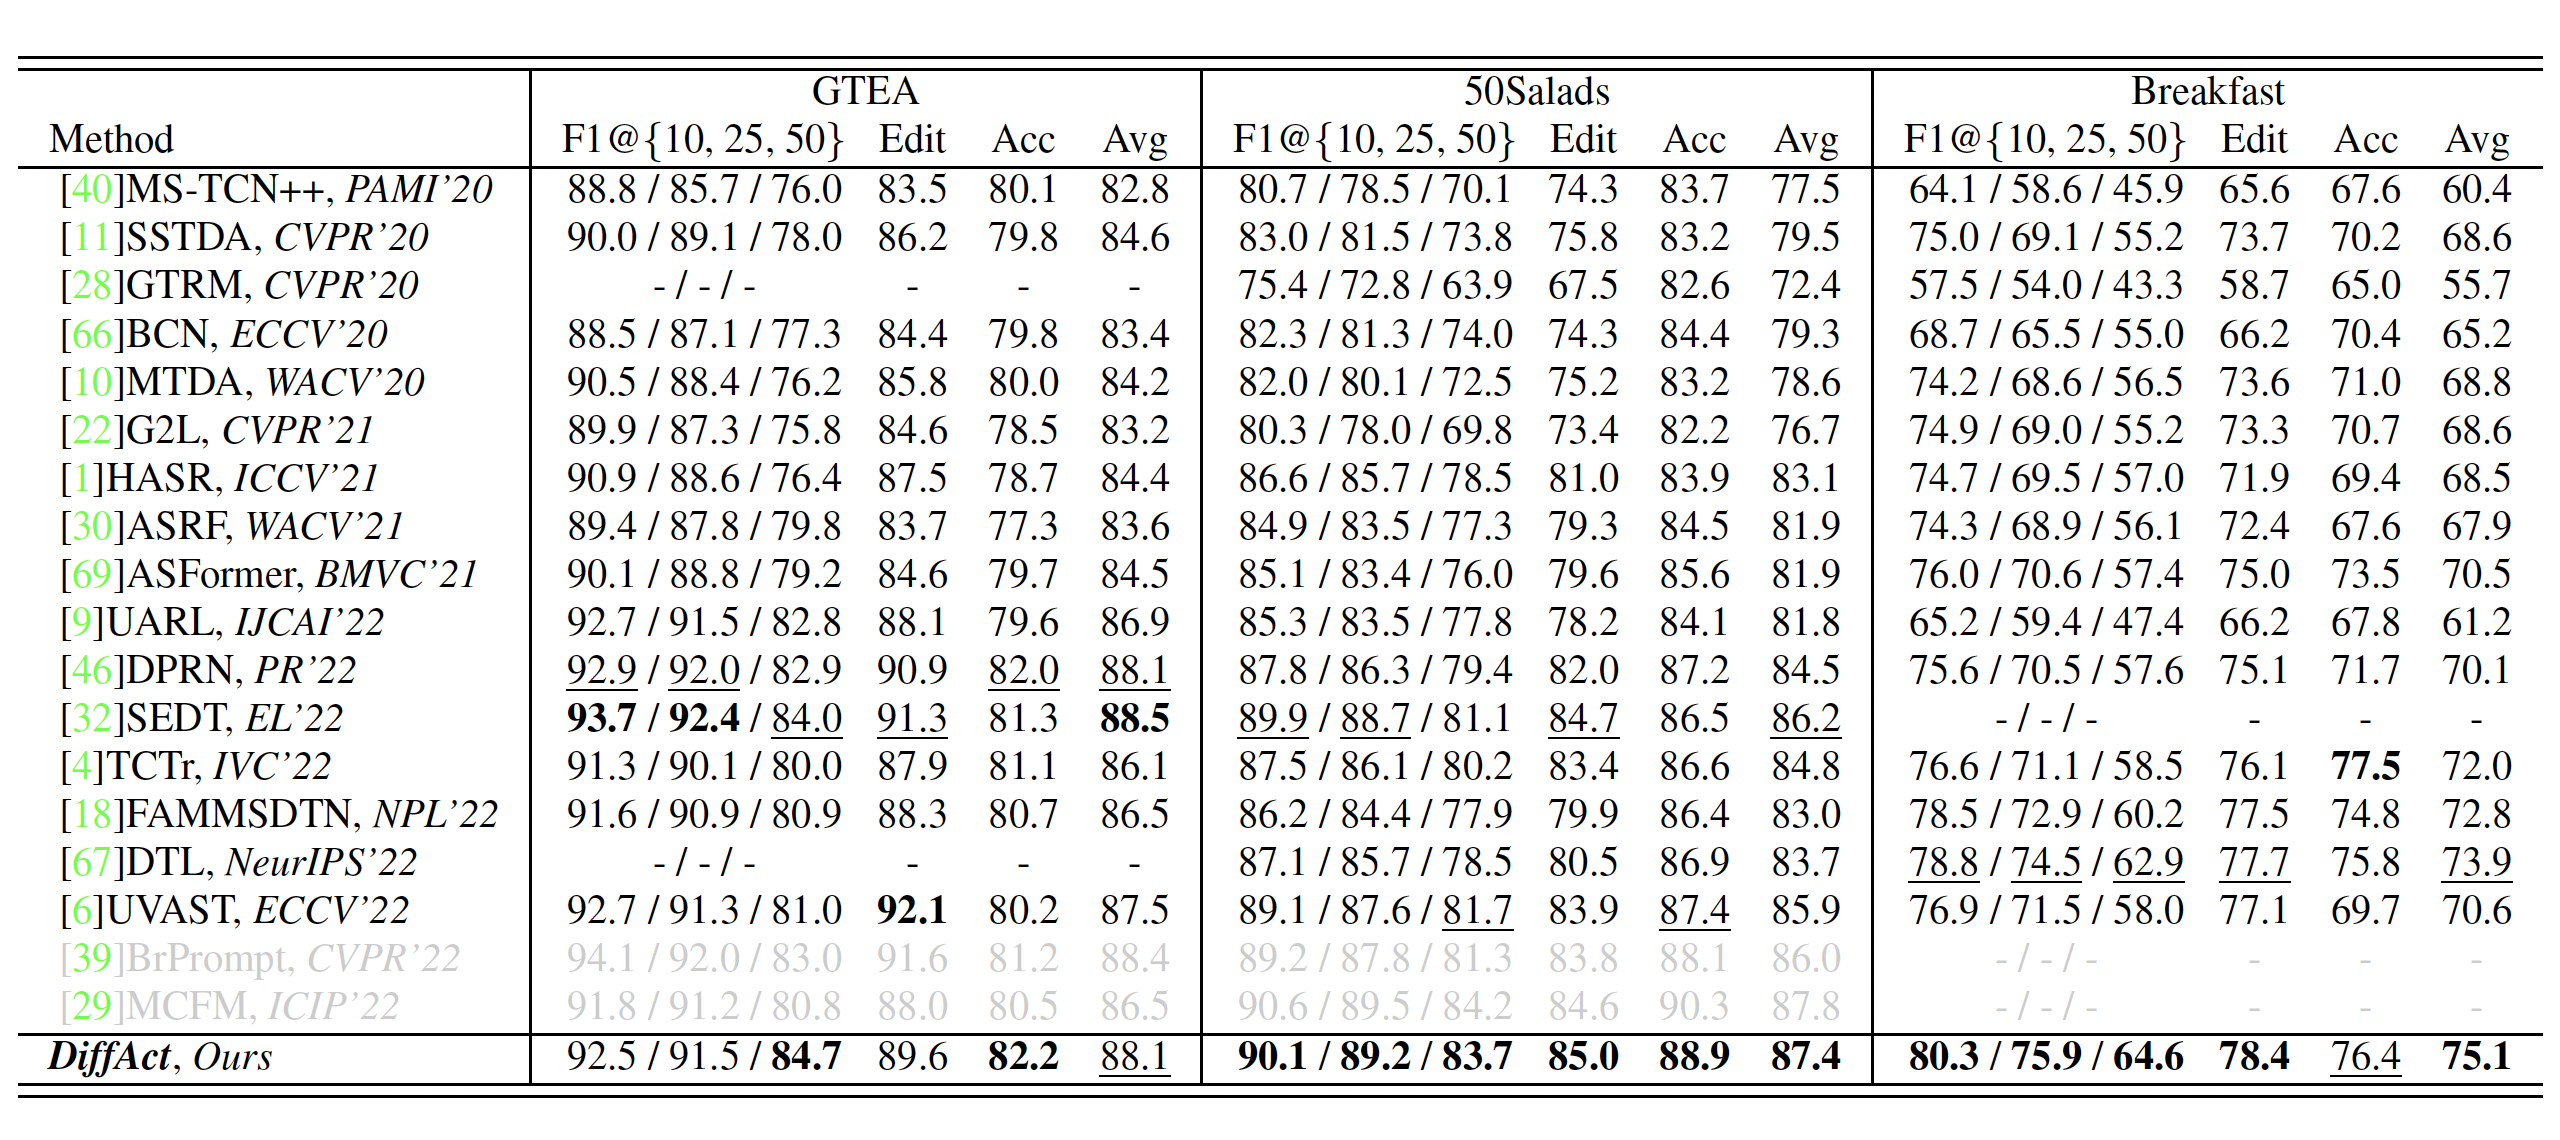 GTEA 50Salads Breakfast
Method F1@{10, 25, 50} Edit Acc Avg F1@{10, 25, 50} Edit Acc Avg F1@{10, 25, 50} Edit Acc Avg
[40]MS-TCN++, PAMI’20 88.8 / 85.7 / 76.0 83.5 80.1 82.8 80.7 / 78.5 / 70.1 74.3 83.7 77.5 64.1 / 58.6 / 45.9 65.6 67.6 60.4
[11]SSTDA, CVPR’20 90.0 / 89.1 / 78.0 86.2 79.8 84.6 83.0 / 81.5 / 73.8 75.8 83.2 79.5 75.0 / 69.1 / 55.2 73.7 70.2 68.6
[28]GTRM, CVPR’20 - / - / - - - - 75.4 / 72.8 / 63.9 67.5 82.6 72.4 57.5 / 54.0 / 43.3 58.7 65.0 55.7
[66]BCN, ECCV’20 88.5 / 87.1 / 77.3 84.4 79.8 83.4 82.3 / 81.3 / 74.0 74.3 84.4 79.3 68.7 / 65.5 / 55.0 66.2 70.4 65.2
[10]MTDA, WACV’20 90.5 / 88.4 / 76.2 85.8 80.0 84.2 82.0 / 80.1 / 72.5 75.2 83.2 78.6 74.2 / 68.6 / 56.5 73.6 71.0 68.8
[22]G2L, CVPR’21 89.9 / 87.3 / 75.8 84.6 78.5 83.2 80.3 / 78.0 / 69.8 73.4 82.2 76.7 74.9 / 69.0 / 55.2 73.3 70.7 68.6
[1]HASR, ICCV’21 90.9 / 88.6 / 76.4 87.5 78.7 84.4 86.6 / 85.7 / 78.5 81.0 83.9 83.1 74.7 / 69.5 / 57.0 71.9 69.4 68.5
[30]ASRF, WACV’21 89.4 / 87.8 / 79.8 83.7 77.3 83.6 84.9 / 83.5 / 77.3 79.3 84.5 81.9 74.3 / 68.9 / 56.1 72.4 67.6 67.9
[69]ASFormer, BMVC’21 90.1 / 88.8 / 79.2 84.6 79.7 84.5 85.1 / 83.4 / 76.0 79.6 85.6 81.9 76.0 / 70.6 / 57.4 75.0 73.5 70.5
[9]UARL, IJCAI’22 92.7 / 91.5 / 82.8 88.1 79.6 86.9 85.3 / 83.5 / 77.8 78.2 84.1 81.8 65.2 / 59.4 / 47.4 66.2 67.8 61.2
[46]DPRN, PR’22 92.9 / 92.0 / 82.9 90.9 82.0 88.1 87.8 / 86.3 / 79.4 82.0 87.2 84.5 75.6 / 70.5 / 57.6 75.1 71.7 70.1
[32]SEDT, EL’22 93.7 / 92.4 / 84.0 91.3 81.3 88.5 89.9 / 88.7 / 81.1 84.7 86.5 86.2 - / - / - - - -
[4]TCTr, IVC’22 91.3 / 90.1 / 80.0 87.9 81.1 86.1 87.5 / 86.1 / 80.2 83.4 86.6 84.8 76.6 / 71.1 / 58.5 76.1 77.5 72.0
[18]FAMMSDTN, NPL’22 91.6 / 90.9 / 80.9 88.3 80.7 86.5 86.2 / 84.4 / 77.9 79.9 86.4 83.0 78.5 / 72.9 / 60.2 77.5 74.8 72.8
[67]DTL, NeurIPS’22 - / - / - - - - 87.1 / 85.7 / 78.5 80.5 86.9 83.7 78.8 / 74.5 / 62.9 77.7 75.8 73.9
[6]UVAST, ECCV’22 92.7 / 91.3 / 81.0 92.1 80.2 87.5 89.1 / 87.6 / 81.7 83.9 87.4 85.9 76.9 / 71.5 / 58.0 77.1 69.7 70.6
[39]BrPrompt, CVPR’22 94.1 / 92.0 / 83.0 91.6 81.2 88.4 89.2 / 87.8 / 81.3 83.8 88.1 86.0 - / - / - - - -
[29]MCFM, ICIP’22 91.8 / 91.2 / 80.8 88.0 80.5 86.5 90.6 / 89.5 / 84.2 84.6 90.3 87.8 - / - / - - - -
DiffAct, Ours 92.5 / 91.5 / 84.7 89.6 82.2 88.1 90.1 / 89.2 / 83.7 85.0 88.9 87.4 80.3 / 75.9 / 64.6 78.4 76.4 75.1